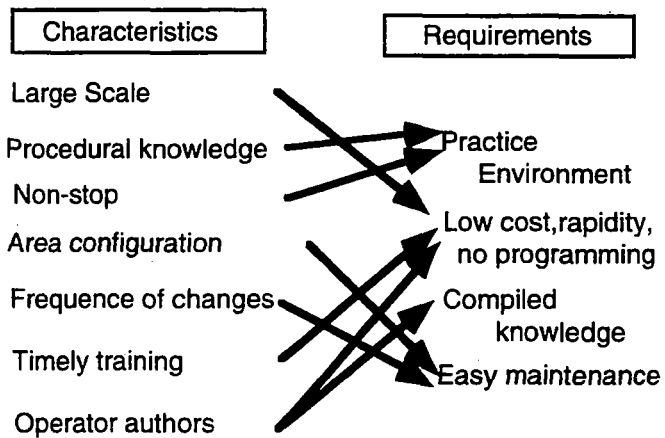 Characteristics
Large Scale
Procedural knowledge
Non-stop
Area configuration
Frequence of changes
Timely training
Operator authors
Requirements
Practice
Environment
Low cost,rapidity,
no programming
Compiled
knowledge
Easy maintenance